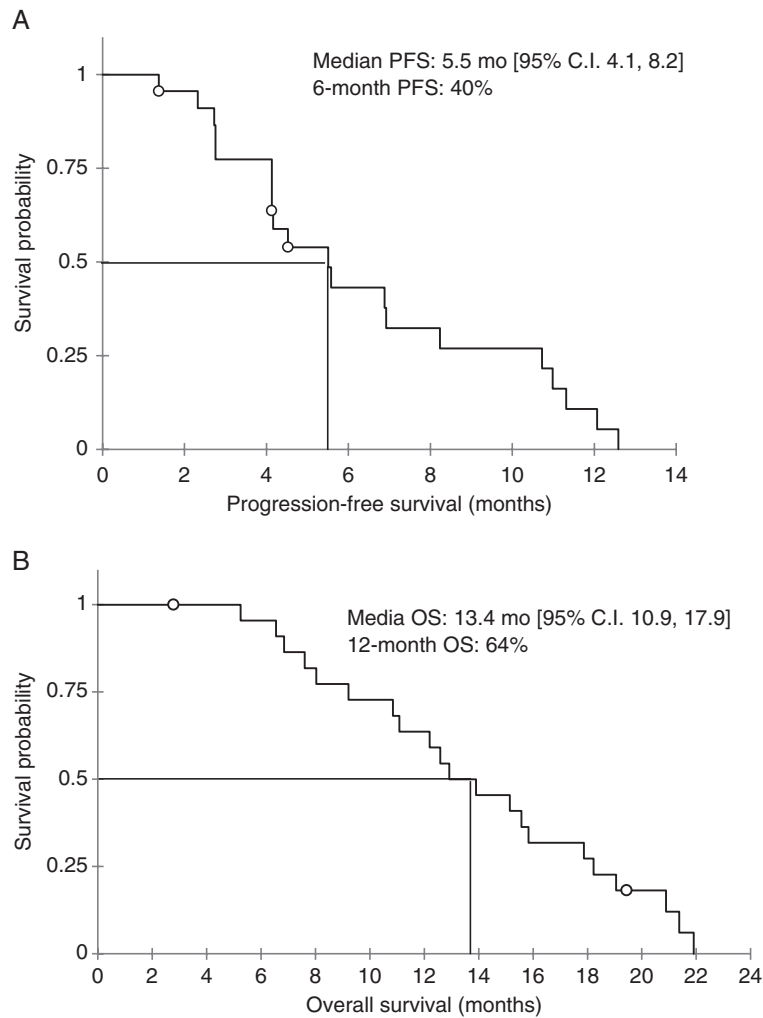 A
Median PFS: 5.5 mo [95% C.I. 4.1, 8.2]
6-month PFS: 40%
1
0.75
0.5
0.25
0
Survival probability
0 2 4 6 8 10 12 14
Progression-free survival (months)
B
Media OS: 13.4 mo [95% C.I. 10.9, 17.9]
12-month OS: 64%
1
0.75
0.5
0.25
0
Survival probability
0 2 4 6 8 10 12 14 16 18 20 22 24
Overall survival (months)